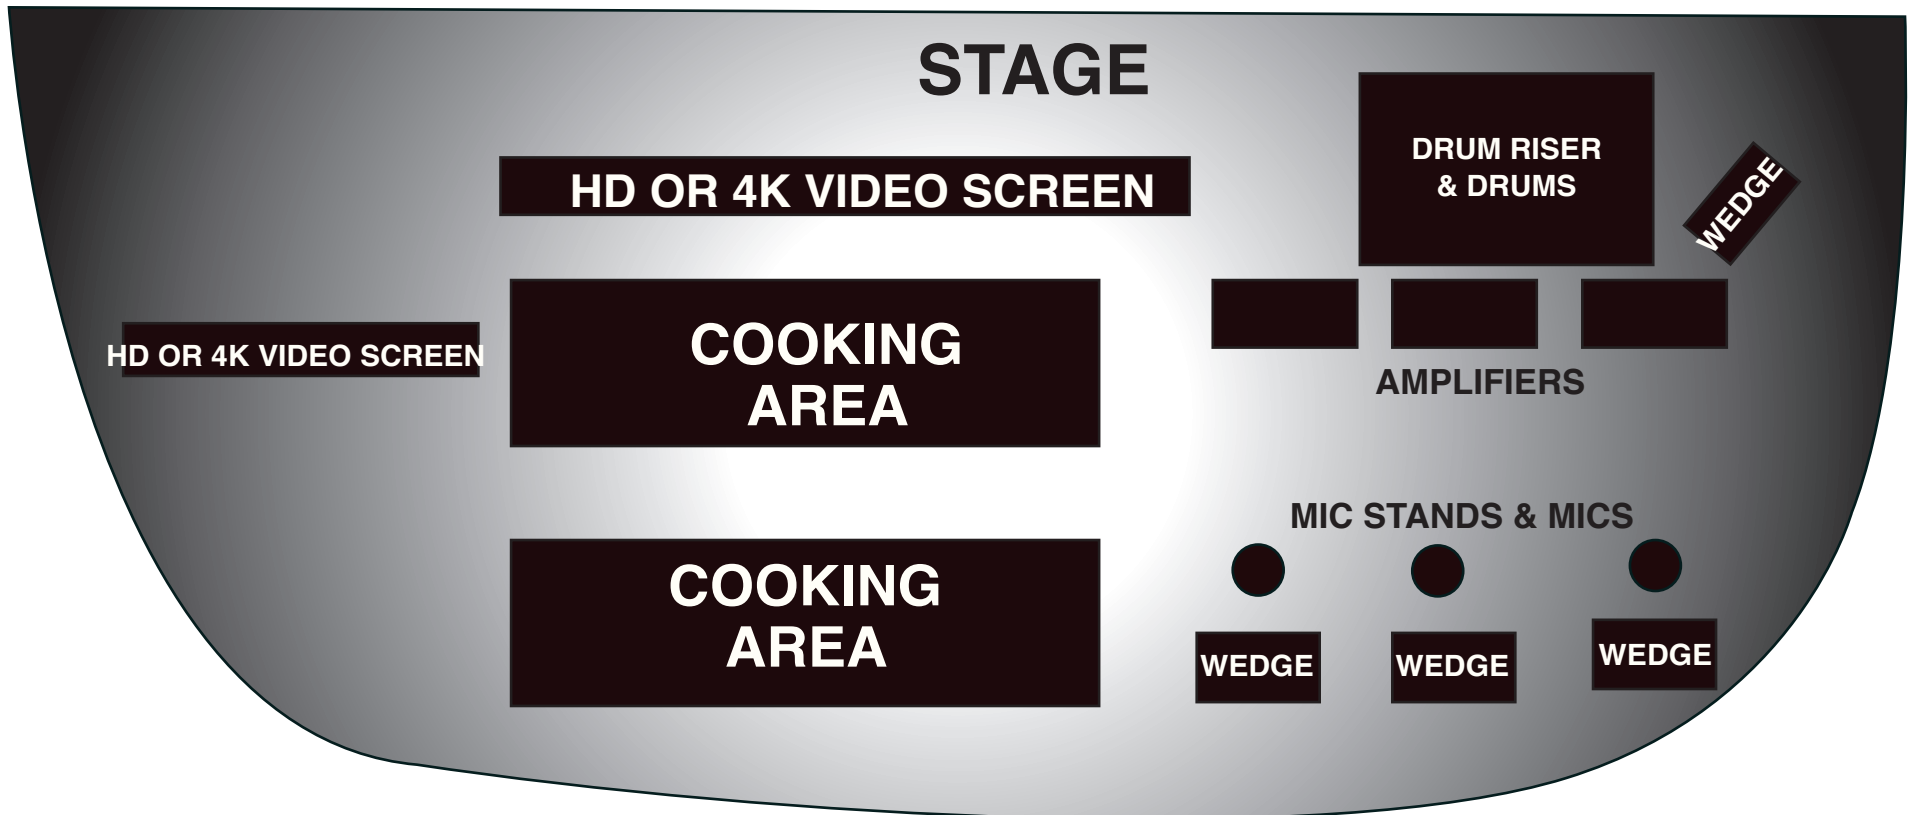 STAGE
HD OR 4K VIDEO SCREEN
DRUM RISER
& DRUMS
WEDGE
HD OR 4K VIDEO SCREEN
COOKING
AREA
AMPLIFIERS
COOKING
AREA
MIC STANDS & MICS
WEDGE
WEDGE
WEDGE